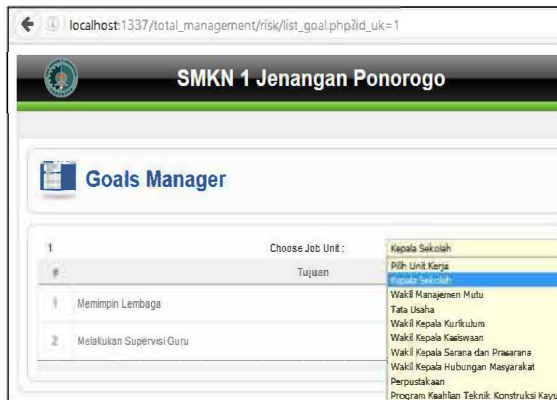 localhost:1337/total_management/risk/list_goal.php?id_uk=1
SMKN 1 Jenangan Ponorogo
Goals Manager
1 Choose Job Unit : Kepala Sekolah
# Tujuan
1 Memimpin Lembaga
2 Melakukan Supervisi Guru
Pilih Unit Kerja
Kepala Sekolah
Wakil Manajemen Mutu
Tata Usaha
Wakil Kepala Kurikulum
Wakil Kepala Kesiswaan
Wakil Kepala Sarana dan Prasarana
Wakil Kepala Hubungan Masyarakat
Perpustakaan
Program Keahlian Teknik Konstruksi Kayu